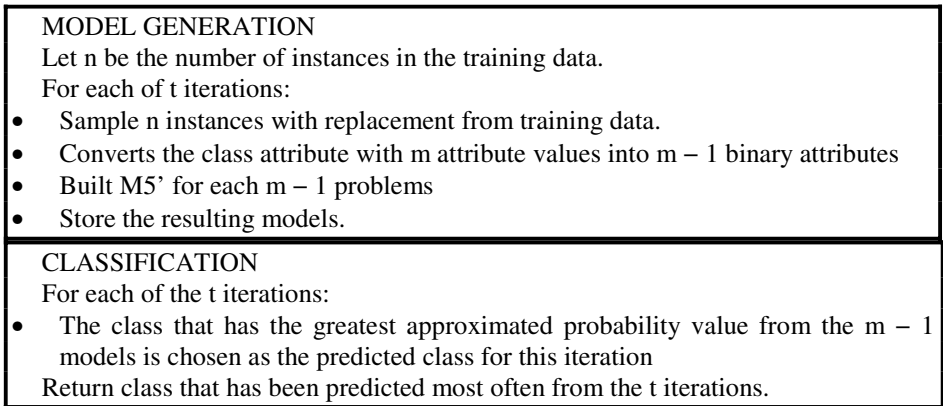 MODEL GENERATION
Let n be the number of instances in the training data.
For each of t iterations:
• Sample n instances with replacement from training data.
• Converts the class attribute with m attribute values into m − 1 binary attributes
• Built M5’ for each m − 1 problems
• Store the resulting models.
CLASSIFICATION
For each of the t iterations:
• The class that has the greatest approximated probability value from the m − 1
models is chosen as the predicted class for this iteration
Return class that has been predicted most often from the t iterations.